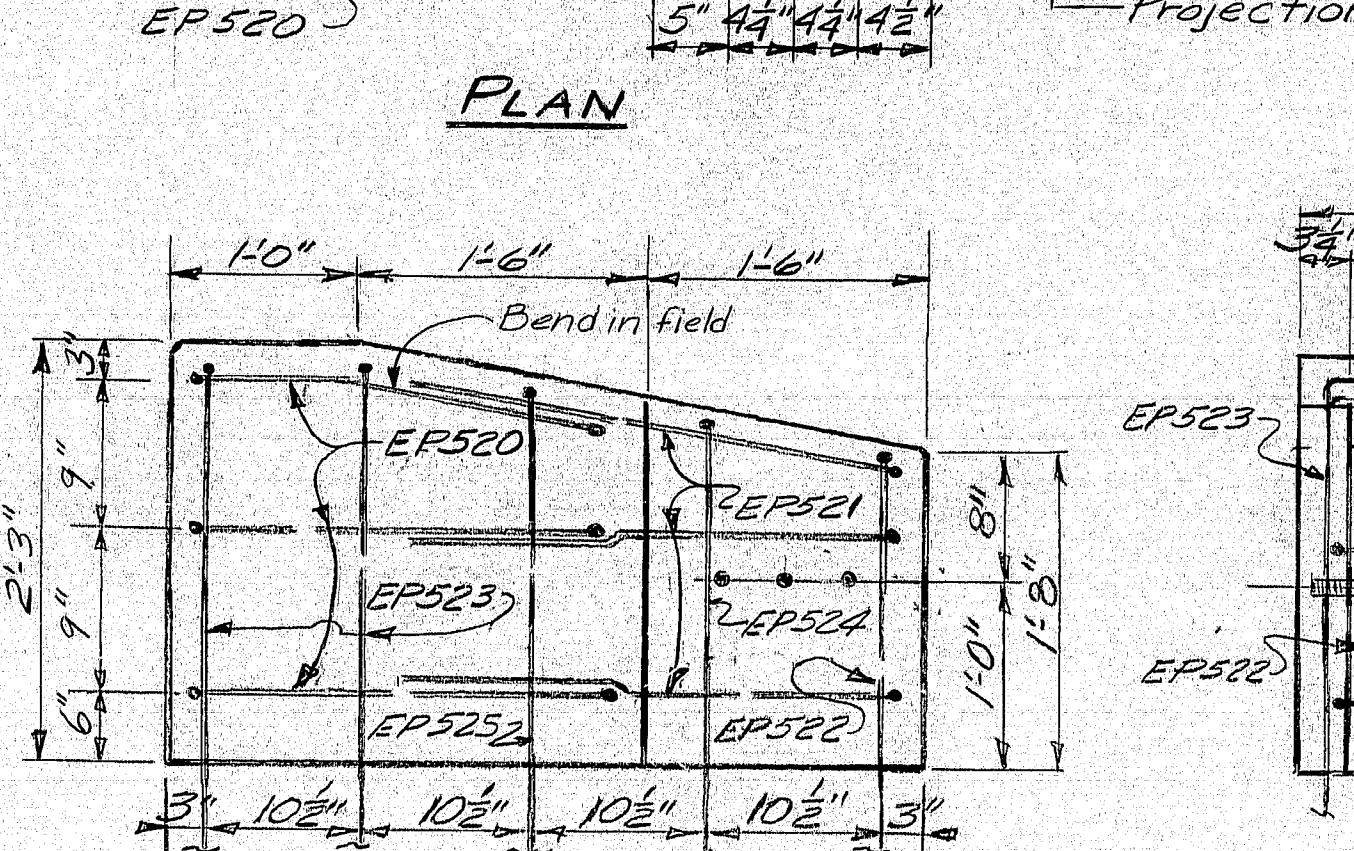 EP520
5" 4¼" 4¼" 4½"
Projection
PLAN
1'-0" 1'-6" 1'-6"
3¼"
Bend in field
3"
EP520
EP523
9"
2'-3"
EP521
8"
9"
EP523
EP524
1'-8"
1'-0"
EP522
6"
EP525
EP522
3" 10½" 10½" 10½" 10½" 3"